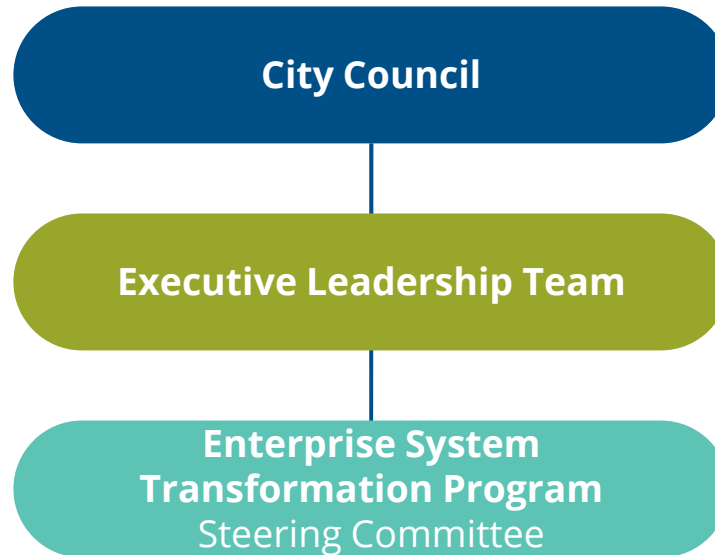 City Council
Executive Leadership Team
Enterprise System
Transformation Program
Steering Committee